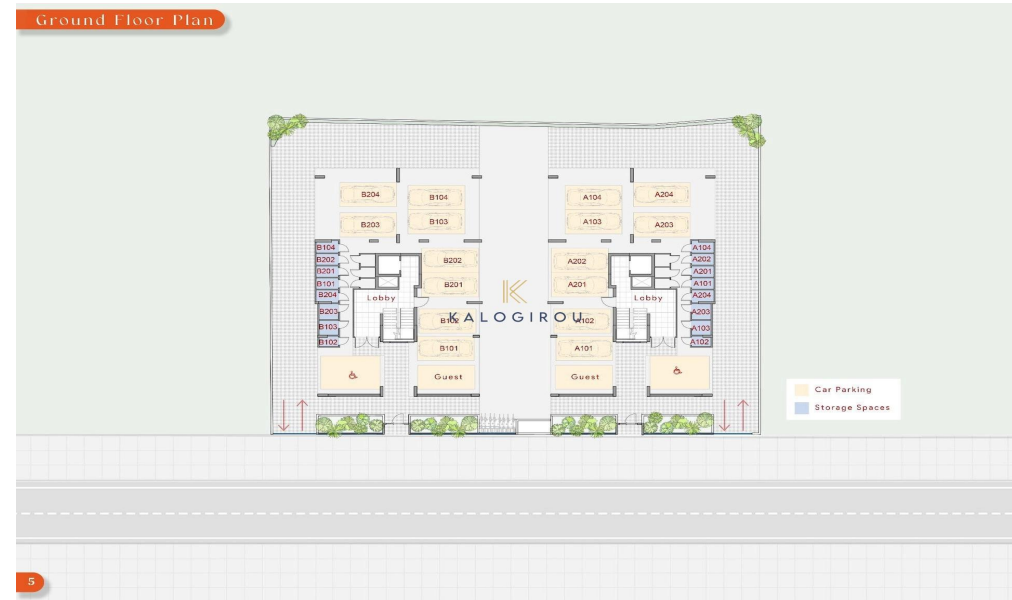 Ground Floor Plan
B204
B104
A104
A204
B203
B103
A103
A203
B104
B202
B201
B101
B204
B203
B103
B102
Lobby
B202
B201
B102
B101
Guest
KALOGIROU
A202
A201
A102
A101
Guest
Lobby
A104
A202
A201
A101
A204
A203
A103
A102
Car Parking
Storage Spaces
5